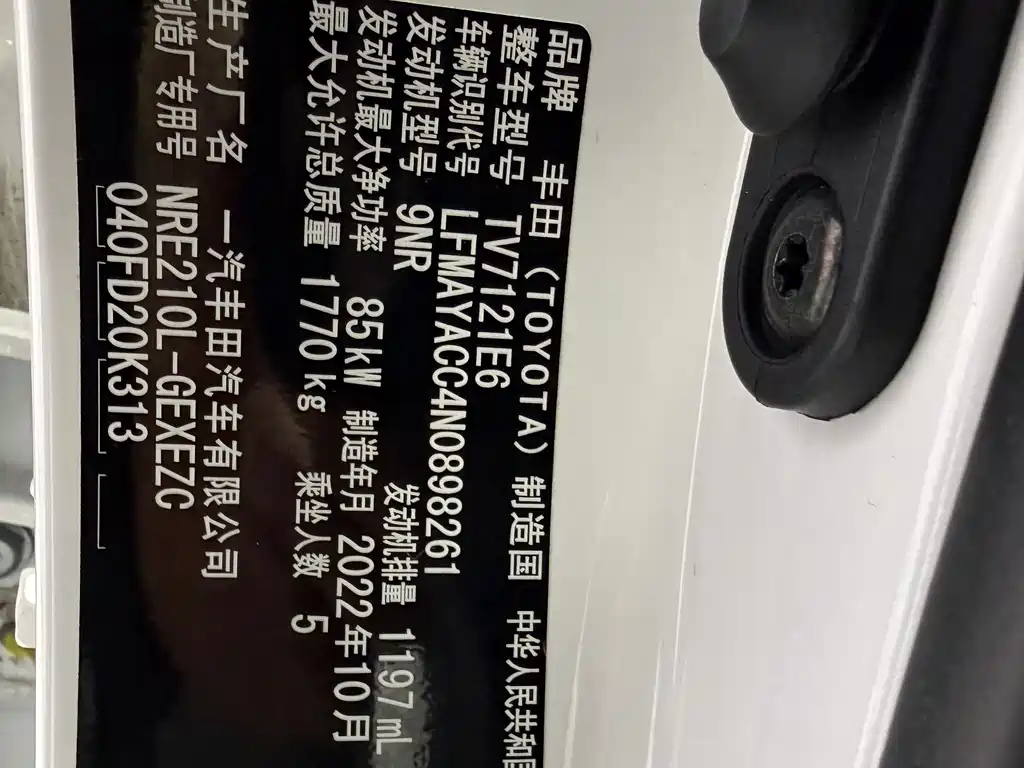 品牌 丰田 (TOYOTA) 制造国 中华人民共和国
整车型号 TV7121E6
车辆识别代号 LFMAYACC4N0898261
发动机型号 9NR 发动机排量 1197 mL
发动机最大净功率 85kW 制造年月 2022年10月
最大允许总质量 1770kg 乘坐人数 5
生产厂名 一汽丰田汽车有限公司
制造厂专用号 NRE210L-GEXEZC
040FD20K313